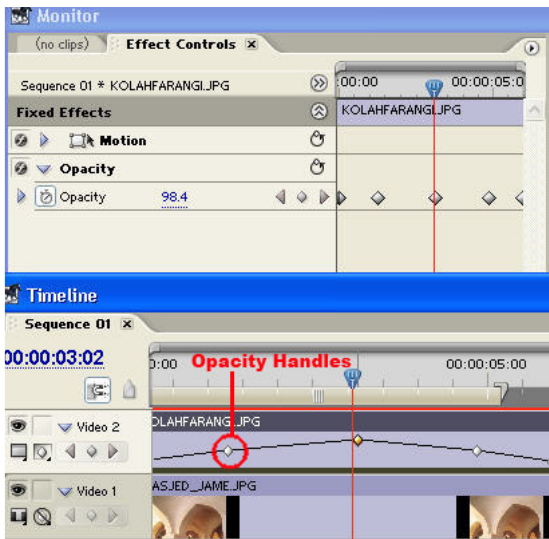 Monitor
(no clips) Effect Controls
Sequence 01 * KOLAHFARANGI.JPG :00:00 00:00:05:0
Fixed Effects KOLAHFARANGI.JPG
Motion
Opacity
Opacity 98.4
Timeline
Sequence 01
00:00:03:02 0:00 Opacity Handles 00:00:05:00
Video 2 OLAHFARANGI.JPG
Video 1 ASJED_JAME.JPG